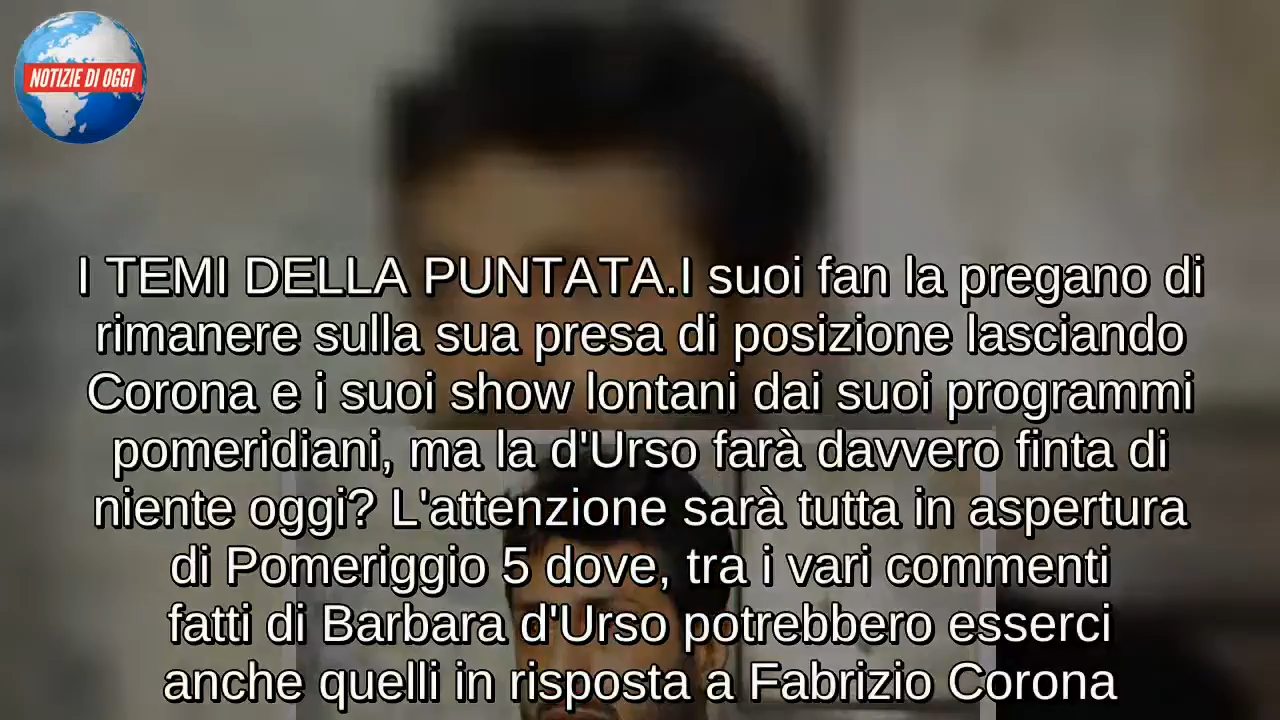 NOTIZIE DI OGGI
I TEMI DELLA PUNTATA.I suoi fan la pregano di
rimanere sulla sua presa di posizione lasciando
Corona e i suoi show lontani dai suoi programmi
pomeridiani, ma la d'Urso farà davvero finta di
niente oggi? L'attenzione sarà tutta in aspertura
di Pomeriggio 5 dove, tra i vari commenti
fatti di Barbara d'Urso potrebbero esserci
anche quelli in risposta a Fabrizio Corona